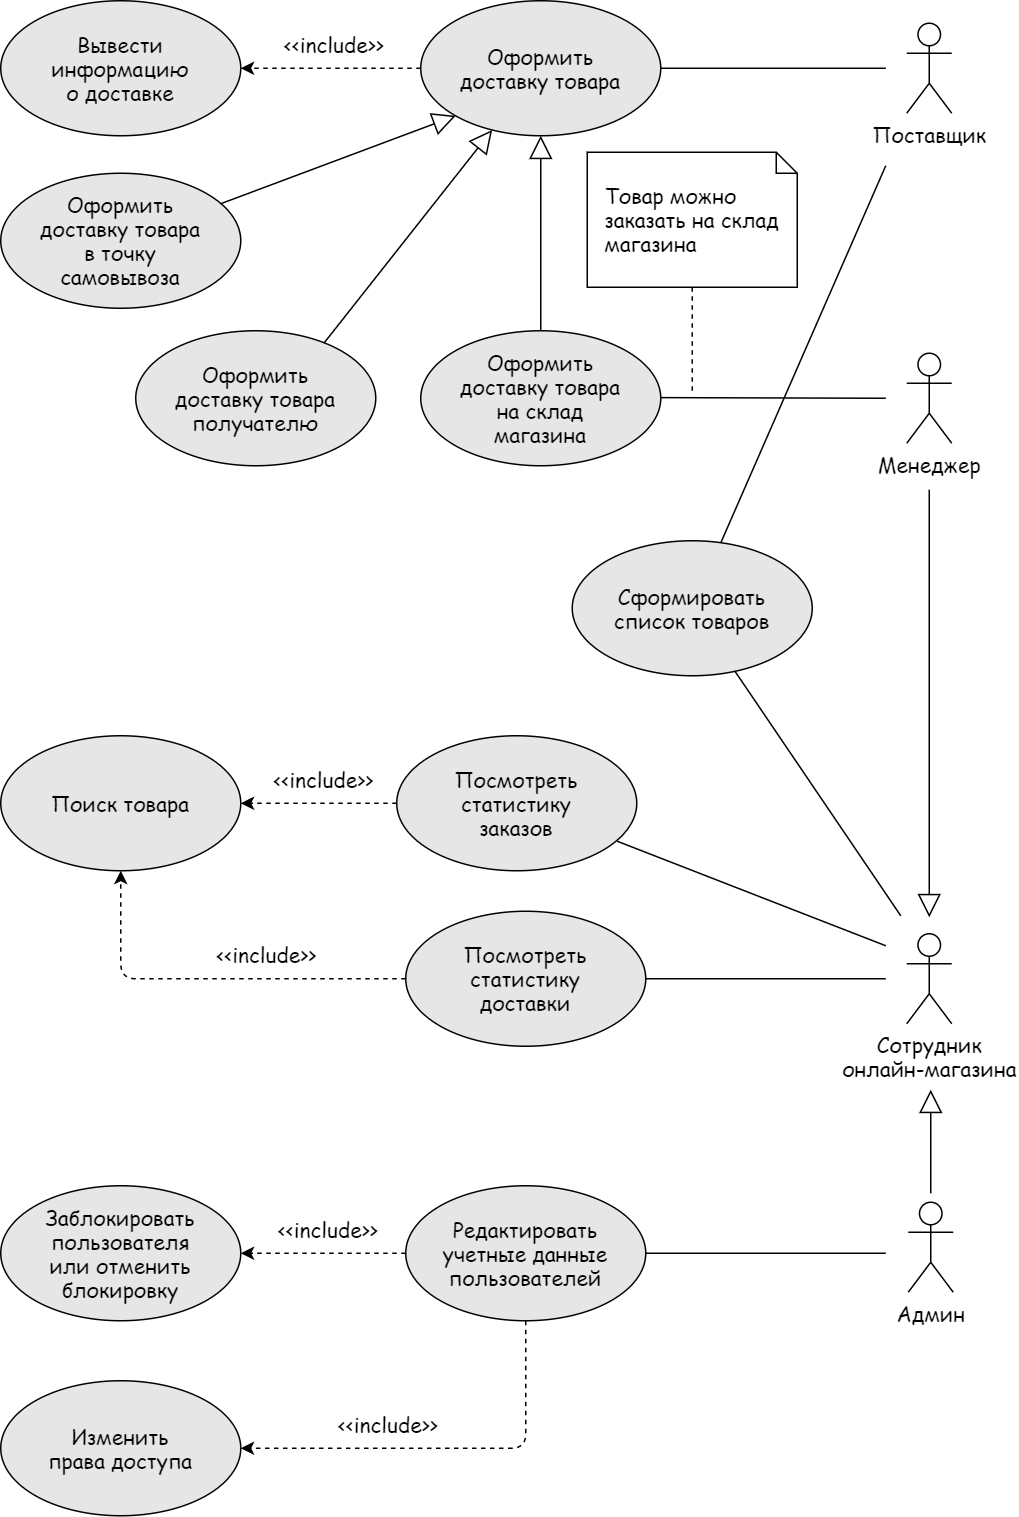 Вывести
информацию
о доставке
<<include>>
Оформить
доставку товара
Поставщик
Оформить
доставку товара
в точку
самовывоза
Товар можно
заказать на склад
магазина
Оформить
доставку товара
получателю
Оформить
доставку товара
на склад
магазина
Менеджер
Сформировать
список товаров
Поиск товара
<<include>>
Посмотреть
статистику
заказов
<<include>>
Посмотреть
статистику
доставки
Сотрудник
онлайн-магазина
Заблокировать
пользователя
или отменить
блокировку
<<include>>
Редактировать
учетные данные
пользователей
Админ
Изменить
права доступа
<<include>>